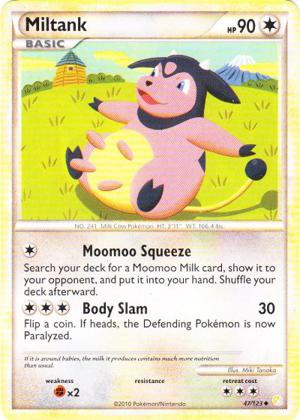 Miltank HP 90
BASIC
NO. 241 Milk Cow Pokémon HT: 3'11" WT: 166.4 lbs.
Moomoo Squeeze
Search your deck for a Moomoo Milk card, show it to
your opponent, and put it into your hand. Shuffle your
deck afterward.
Body Slam 30
Flip a coin. If heads, the Defending Pokémon is now
Paralyzed.
If it is around babies, the milk it produces contains much more nutrition
than usual.
Illus. Miki Tanaka
weakness resistance retreat cost
×2
©2010 Pokémon/Nintendo
47/123